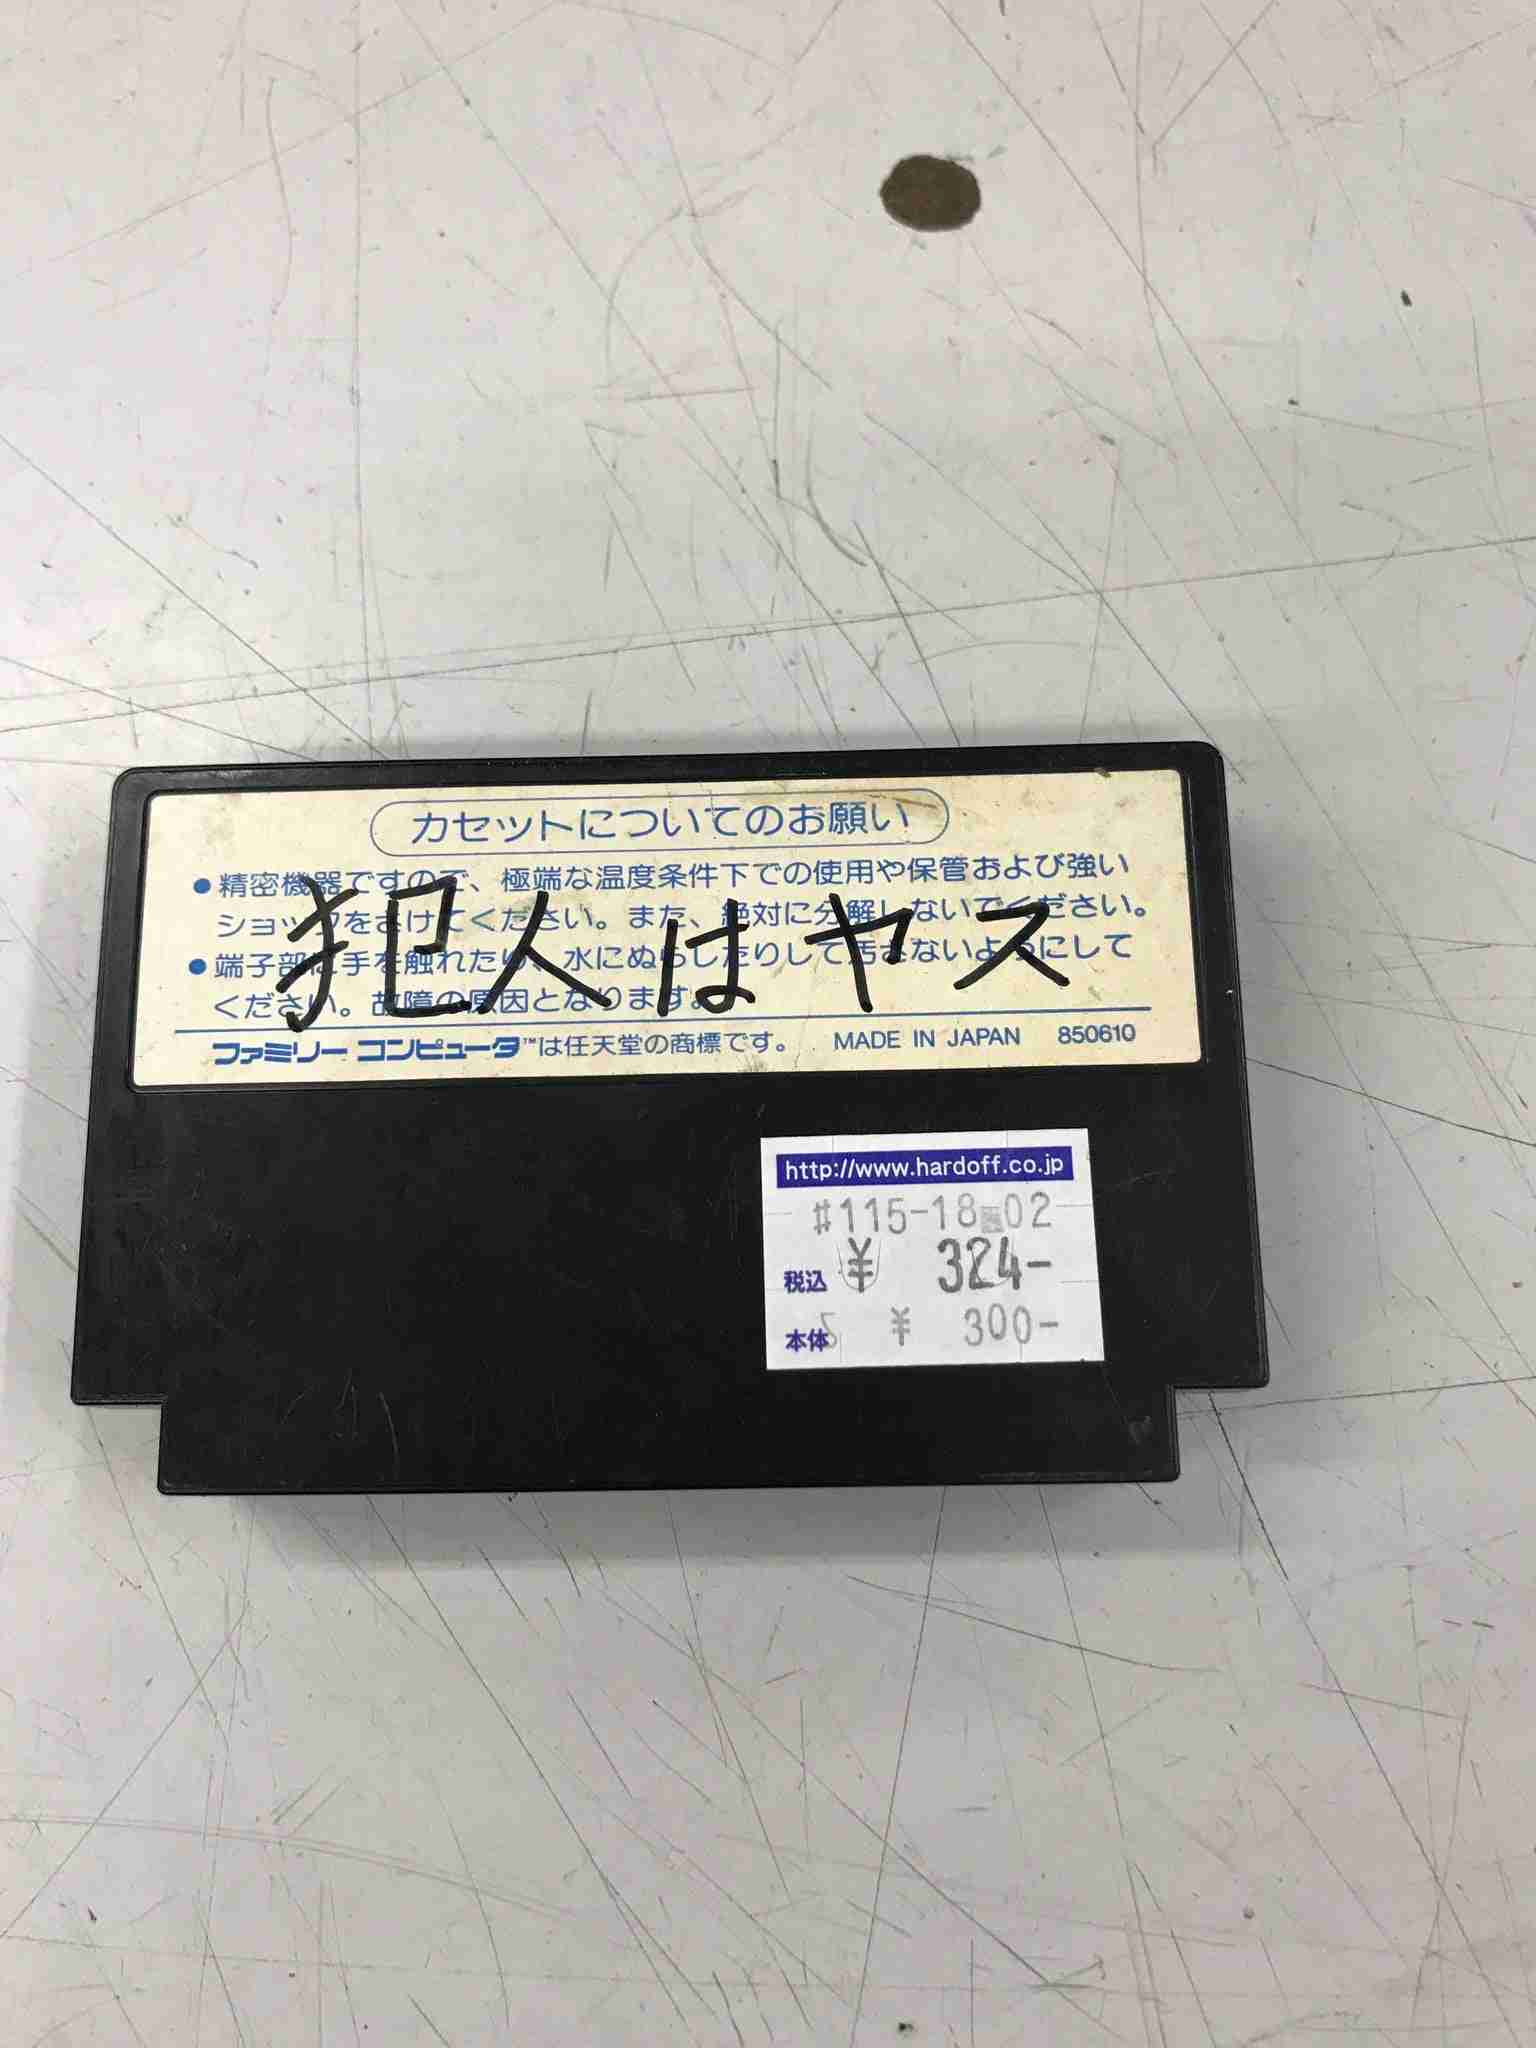 カセットについてのお願い
●精密機器ですので、極端な温度条件下での使用や保管および強い
ショックをさけてください。また、絶対に分解しないでください。
●端子部に手を触れたり、水にぬらしたりして汚さないようにして
ください。故障の原因となります。
犯人はヤス
ファミリーコンピュータ™は任天堂の商標です。 MADE IN JAPAN 850610
http://www.hardoff.co.jp
#115-18 02
税込 ¥ 324-
本体 ¥ 300-